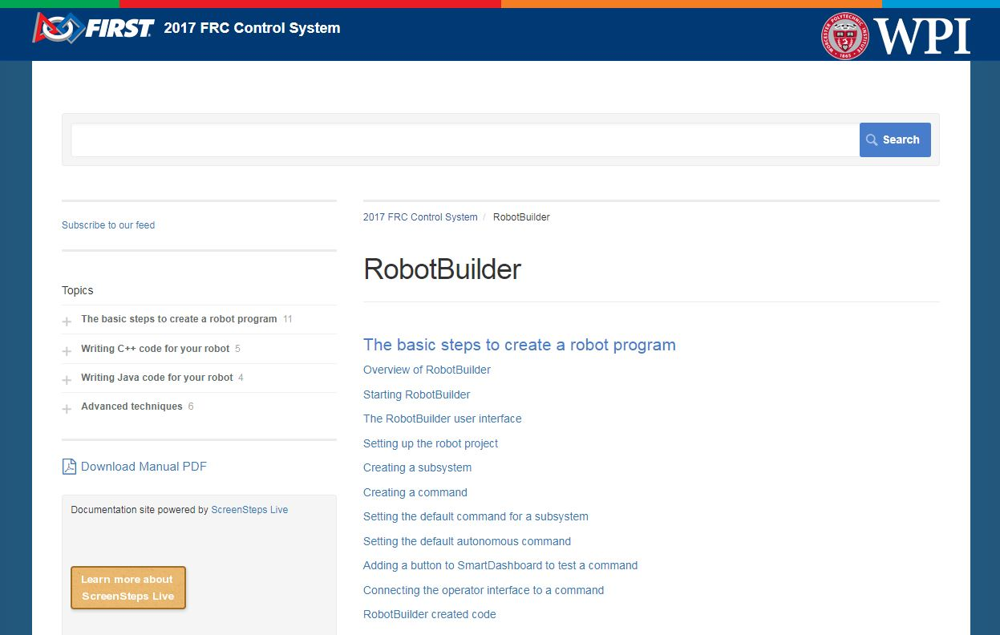 FIRST
2017 FRC Control System
WORCESTER POLYTECHNIC INSTITUTE
1865
WPI
Search
Subscribe to our feed
Topics
The basic steps to create a robot program 11
Writing C++ code for your robot 5
Writing Java code for your robot 4
Advanced techniques 6
Download Manual PDF
Documentation site powered by ScreenSteps Live
Learn more about
ScreenSteps Live
2017 FRC Control System / RobotBuilder
RobotBuilder
The basic steps to create a robot program
Overview of RobotBuilder
Starting RobotBuilder
The RobotBuilder user interface
Setting up the robot project
Creating a subsystem
Creating a command
Setting the default command for a subsystem
Setting the default autonomous command
Adding a button to SmartDashboard to test a command
Connecting the operator interface to a command
RobotBuilder created code